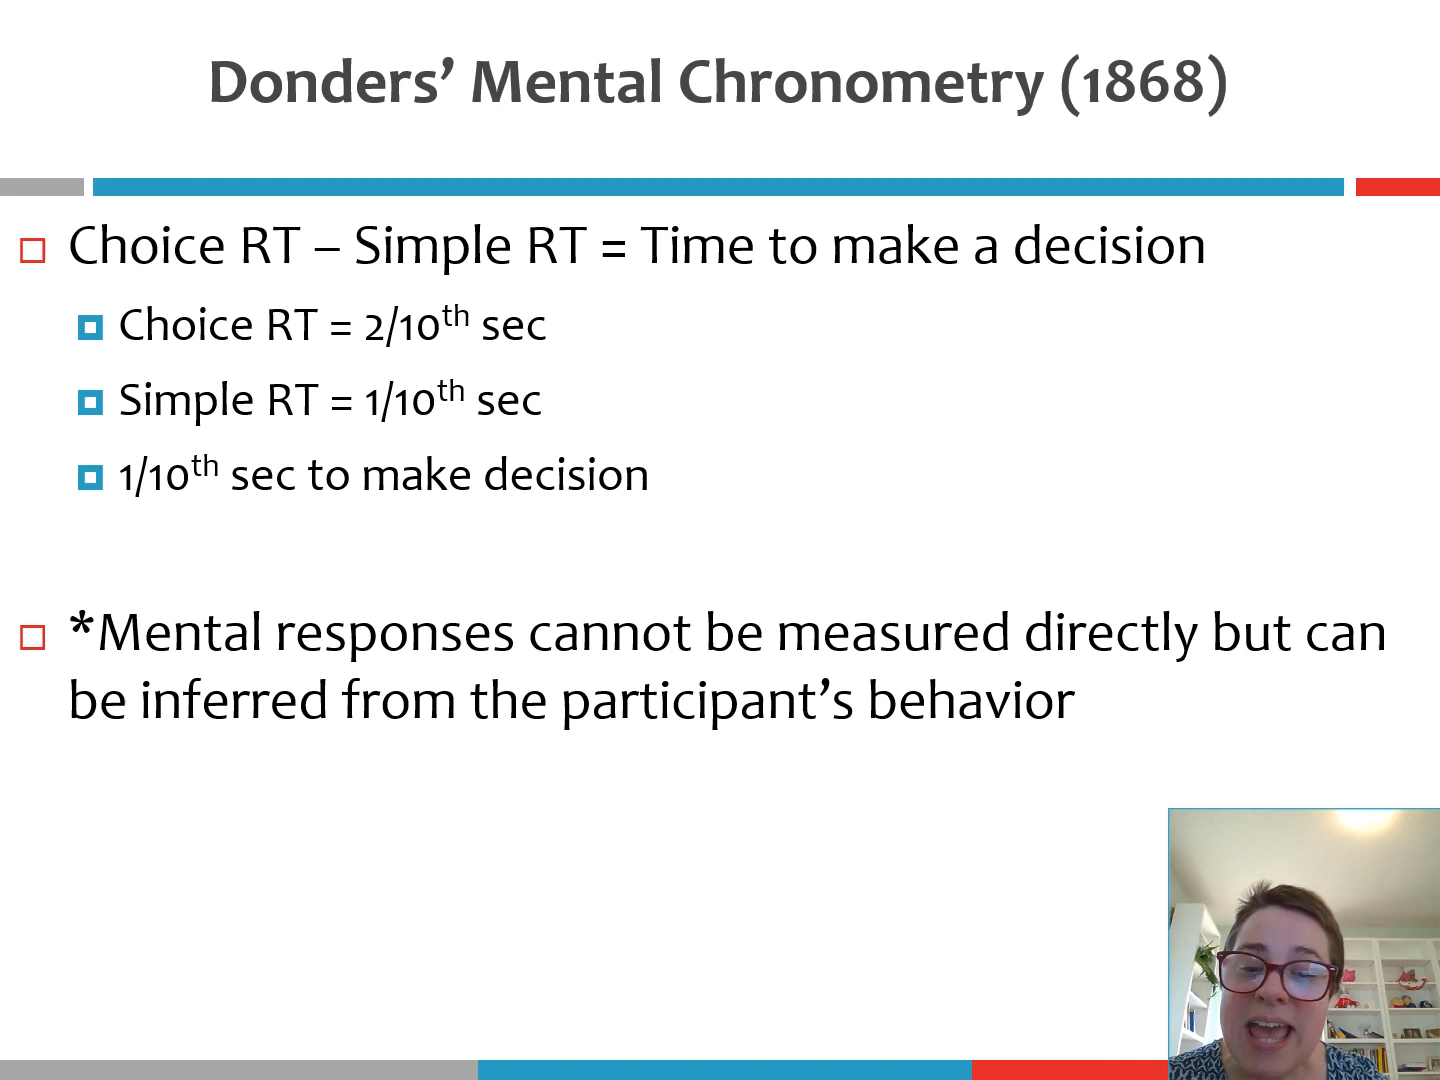 Donders’ Mental Chronometry (1868)
Choice RT – Simple RT = Time to make a decision
Choice RT = 2/10th sec
Simple RT = 1/10th sec
1/10th sec to make decision
*Mental responses cannot be measured directly but can
be inferred from the participant’s behavior